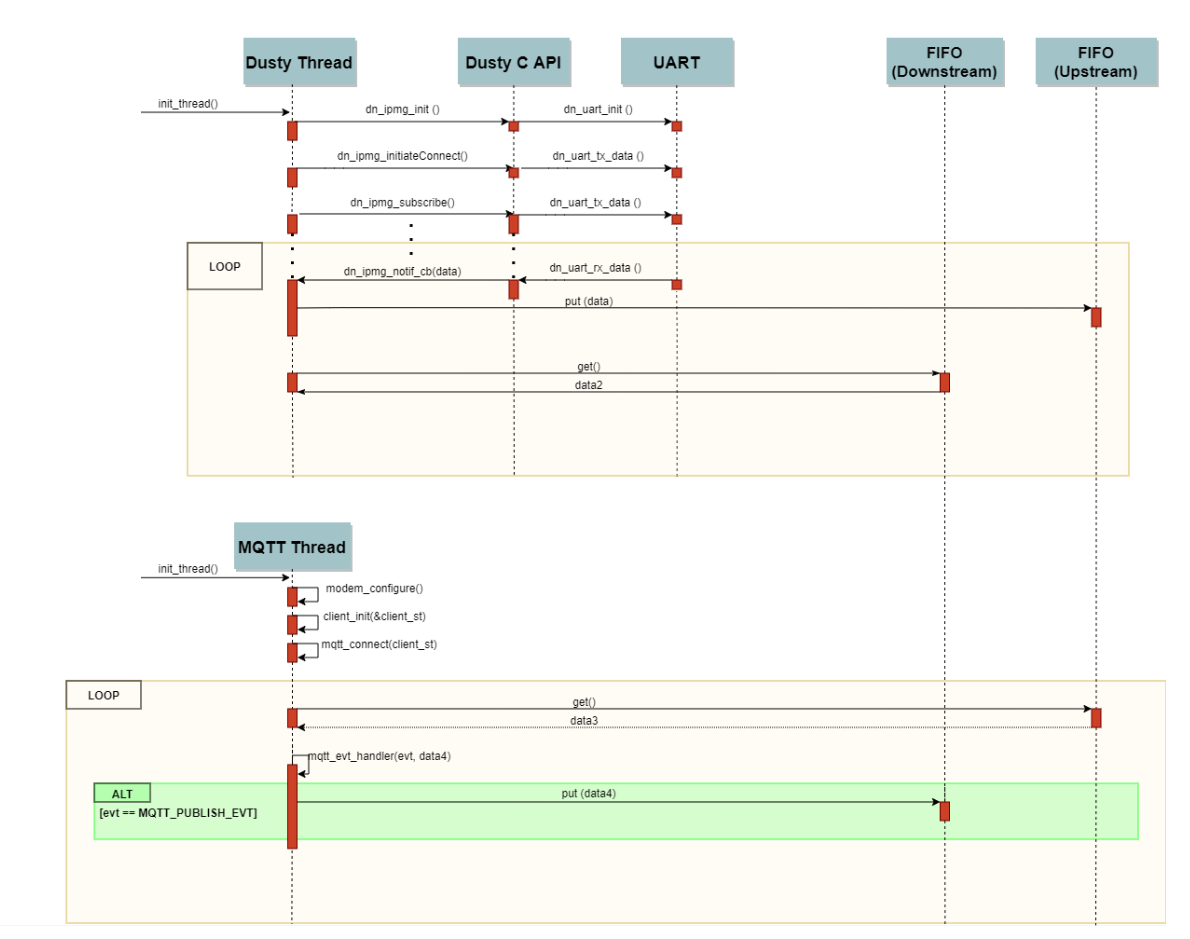 Dusty Thread
Dusty C API
UART
FIFO
(Downstream)
FIFO
(Upstream)
init_thread()
dn_ipmg_init ()
dn_uart_init ()
dn_ipmg_initiateConnect()
dn_uart_tx_data ()
dn_ipmg_subscribe()
dn_uart_tx_data ()
LOOP
dn_ipmg_notif_cb(data)
dn_uart_rx_data ()
put (data)
get()
data2
MQTT Thread
init_thread()
modem_configure()
client_init(&client_st)
mqtt_connect(client_st)
LOOP
get()
data3
mqtt_evt_handler(evt, data4)
ALT
put (data4)
[evt == MQTT_PUBLISH_EVT]